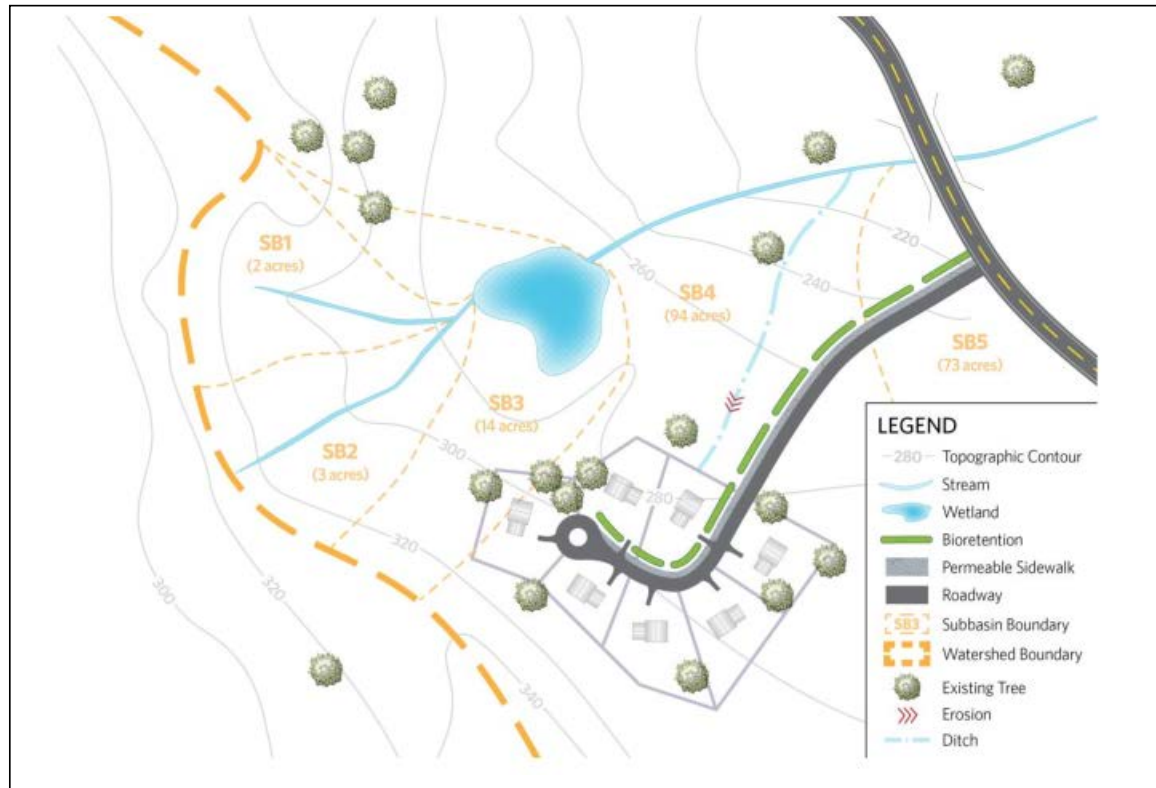 SB1
(2 acres)
220
260
240
SB4
(94 acres)
SB5
(73 acres)
SB3
(14 acres)
SB2
(3 acres)
300
280
320
300
320
340
LEGEND
280 Topographic Contour
Stream
Wetland
Bioretention
Permeable Sidewalk
Roadway
SB3 Subbasin Boundary
Watershed Boundary
Existing Tree
Erosion
Ditch